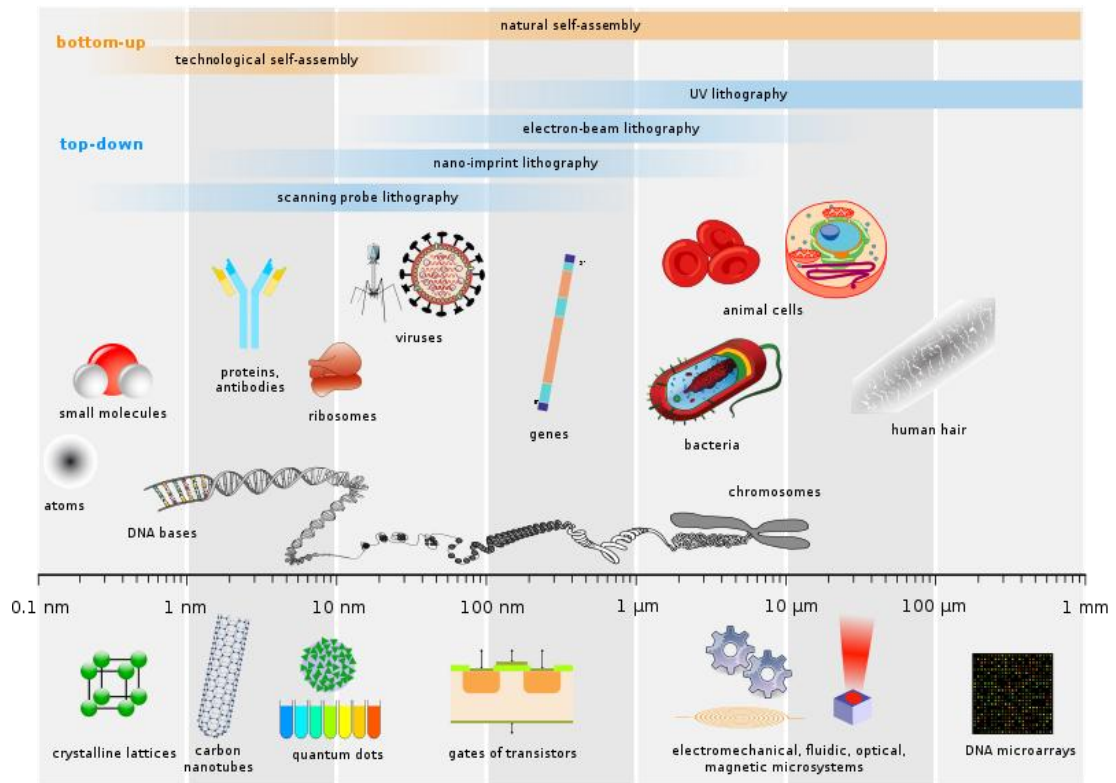 natural self-assembly
bottom-up
technological self-assembly
UV lithography
electron-beam lithography
top-down
nano-imprint lithography
scanning probe lithography
animal cells
viruses
proteins,
antibodies
small molecules
ribosomes
genes
bacteria
human hair
atoms
DNA bases
chromosomes
0.1 nm
1 nm
10 nm
100 nm
1 µm
10 µm
100 µm
1 mm
crystalline lattices
carbon
nanotubes
quantum dots
gates of transistors
electromechanical, fluidic, optical,
magnetic microsystems
DNA microarrays